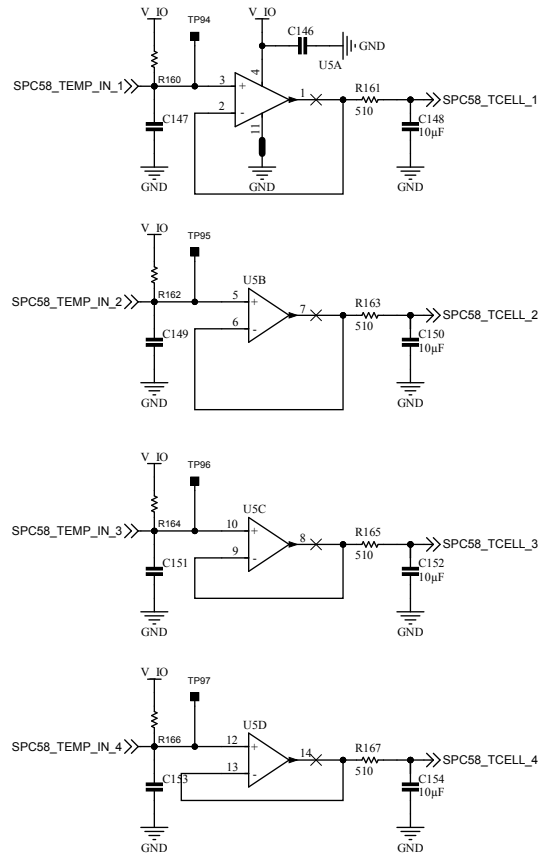 V_IO
TP94
V_IO
C146
GND
U5A
4
SPC58_TEMP_IN_1
R160
3
+
1
R161
SPC58_TCELL_1
2
-
510
C147
11
C148
10µF
GND
GND
GND
V_IO
TP95
U5B
SPC58_TEMP_IN_2
R162
5
+
7
R163
SPC58_TCELL_2
6
-
510
C149
C150
10µF
GND
GND
V_IO
TP96
U5C
SPC58_TEMP_IN_3
R164
10
+
8
R165
SPC58_TCELL_3
9
-
510
C151
C152
10µF
GND
GND
V_IO
TP97
U5D
SPC58_TEMP_IN_4
R166
12
+
14
R167
SPC58_TCELL_4
13
-
510
C153
C154
10µF
GND
GND